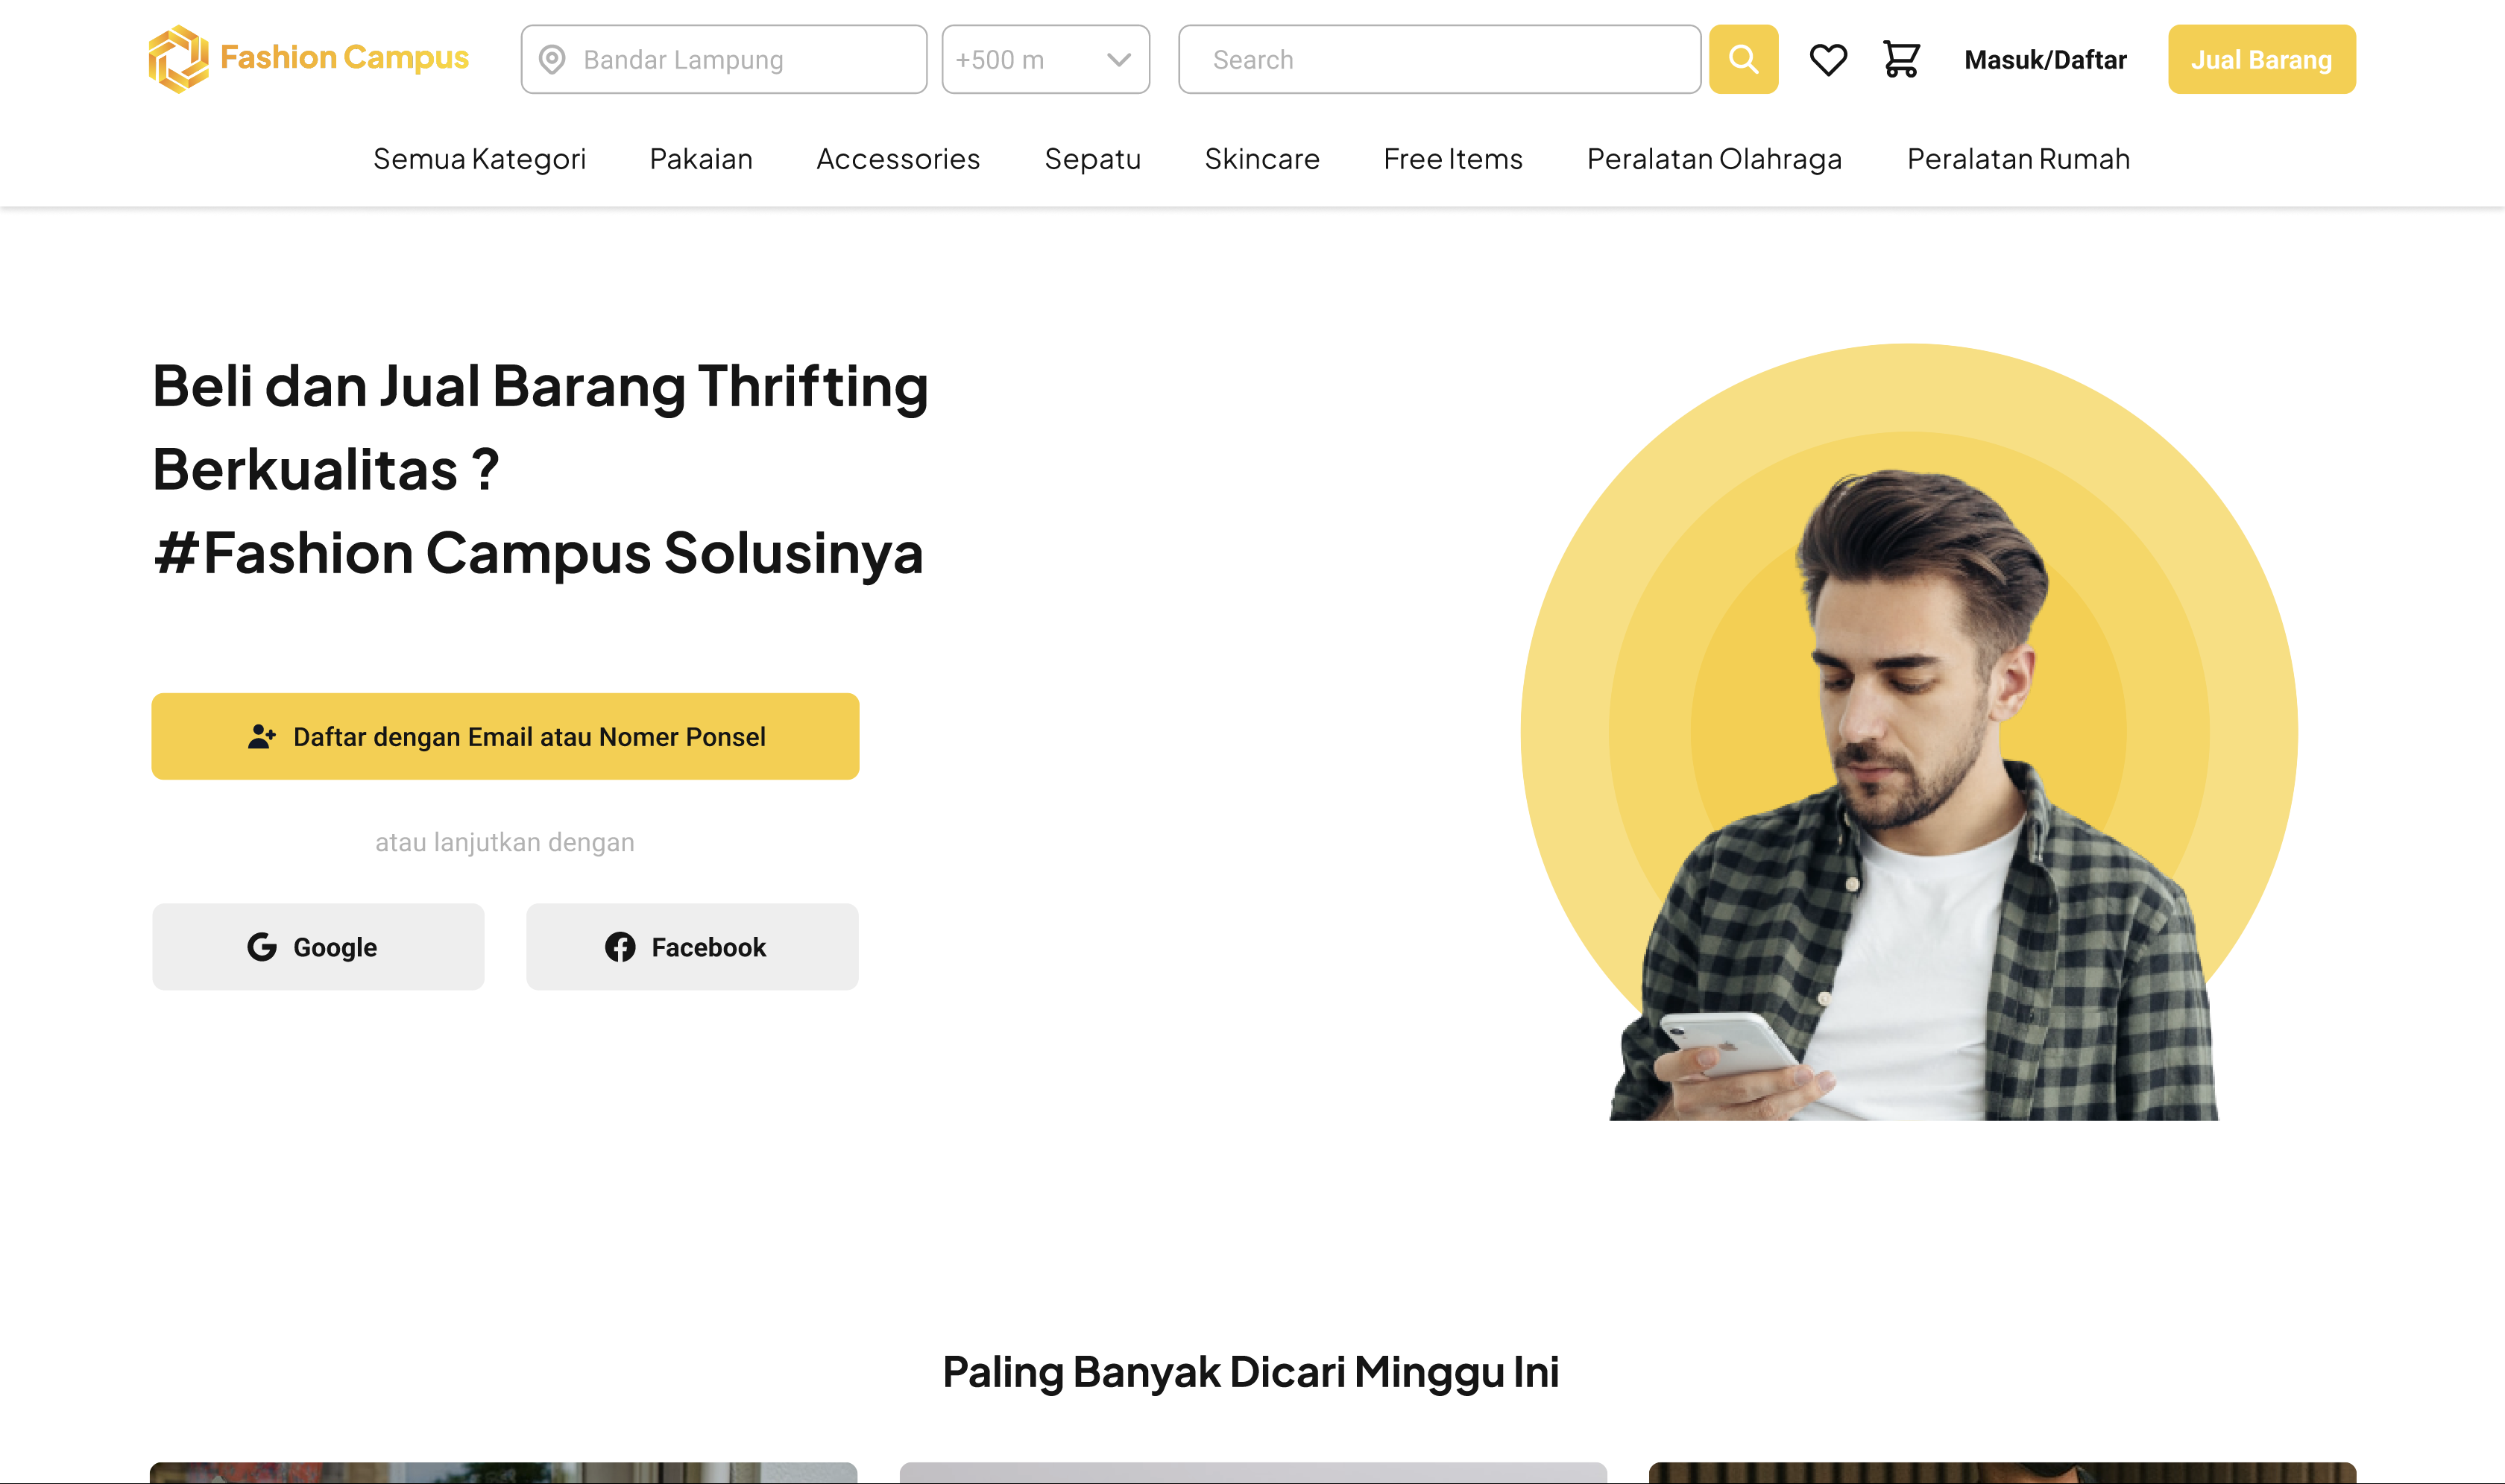 Fashion Campus
Bandar Lampung
+500 m
Search
Masuk/Daftar
Jual Barang
Semua Kategori
Pakaian
Accessories
Sepatu
Skincare
Free Items
Peralatan Olahraga
Peralatan Rumah
Beli dan Jual Barang Thrifting
Berkualitas ?
#Fashion Campus Solusinya
Daftar dengan Email atau Nomer Ponsel
atau lanjutkan dengan
Google
Facebook
Paling Banyak Dicari Minggu Ini